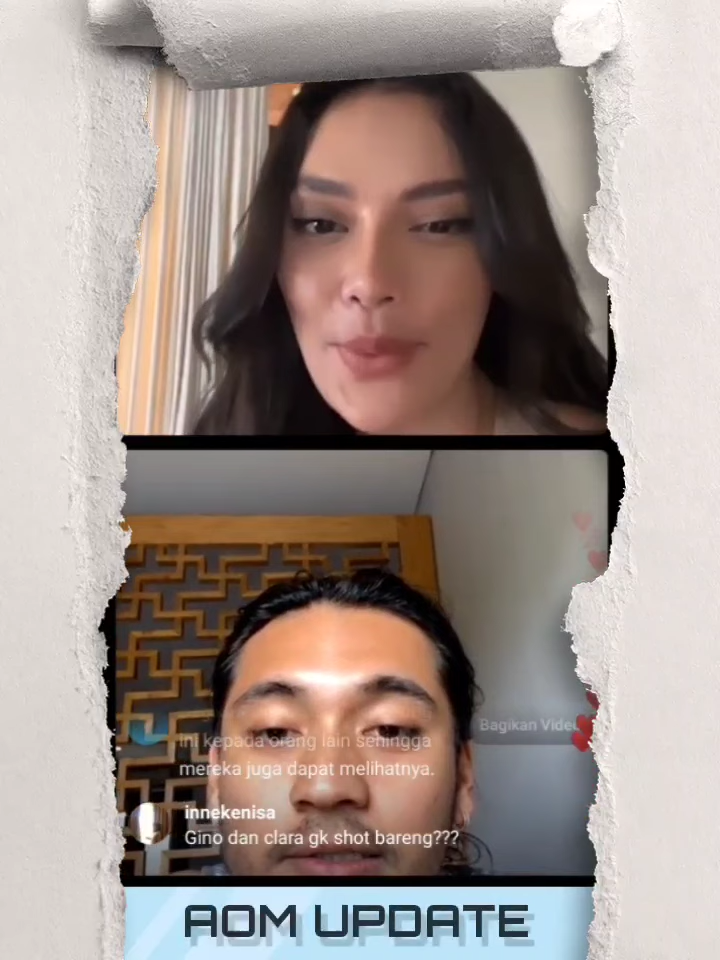 ini kepada orang lain sehingga
Bagikan Video
mereka juga dapat melihatnya.
innekenisa
Gino dan clara gk shot bareng???
AOM UPDATE